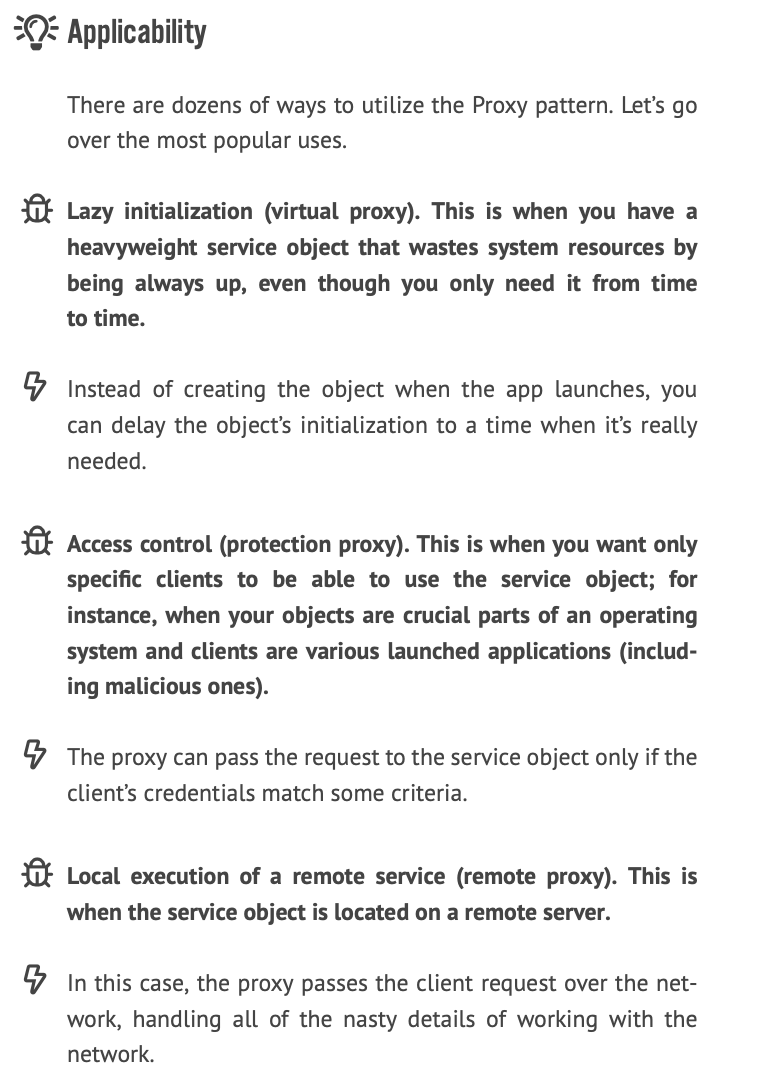 Applicability
There are dozens of ways to utilize the Proxy pattern. Let’s go
over the most popular uses.
Lazy initialization (virtual proxy). This is when you have a
heavyweight service object that wastes system resources by
being always up, even though you only need it from time
to time.
Instead of creating the object when the app launches, you
can delay the object’s initialization to a time when it’s really
needed.
Access control (protection proxy). This is when you want only
specific clients to be able to use the service object; for
instance, when your objects are crucial parts of an operating
system and clients are various launched applications (includ-
ing malicious ones).
The proxy can pass the request to the service object only if the
client’s credentials match some criteria.
Local execution of a remote service (remote proxy). This is
when the service object is located on a remote server.
In this case, the proxy passes the client request over the net-
work, handling all of the nasty details of working with the
network.